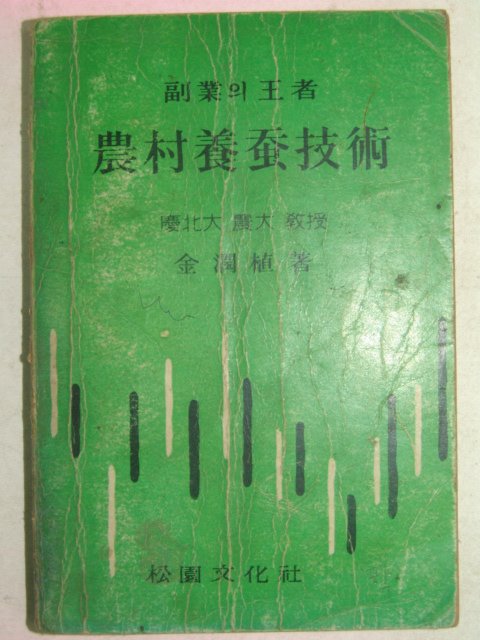 副業의王者
農村養蚕技術
慶北大 農大 敎授
金潤植 著
松園文化社